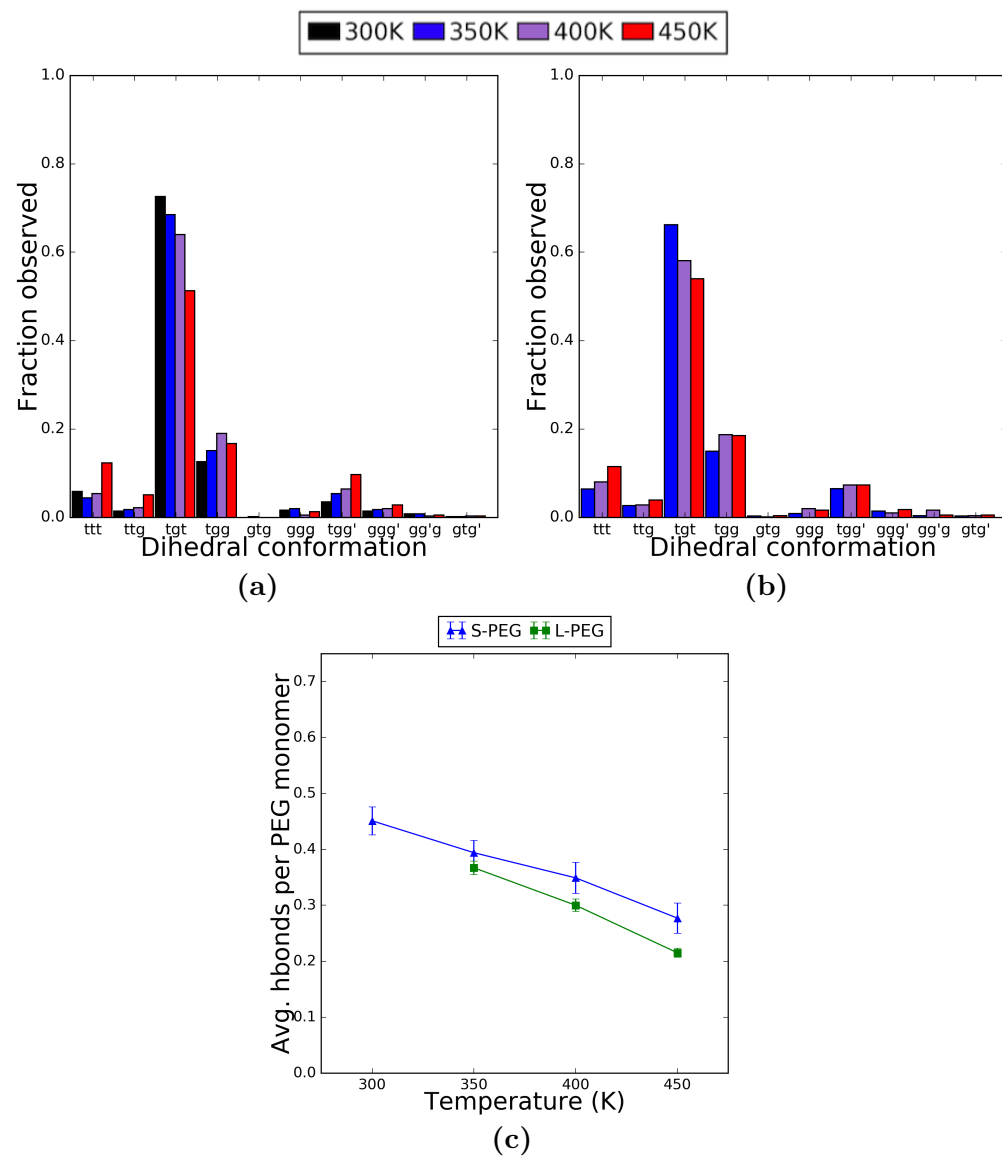 300K 350K 400K 450K
1.0
0.8
0.6
0.4
0.2
0.0
Fraction observed
ttt ttg tgt tgg gtg ggg tgg' ggg' gg'g gtg'
Dihedral conformation
(a)
1.0
0.8
0.6
0.4
0.2
0.0
Fraction observed
ttt ttg tgt tgg gtg ggg tgg' ggg' gg'g gtg'
Dihedral conformation
(b)
S-PEG L-PEG
0.7
0.6
0.5
0.4
0.3
0.2
0.1
0.0
Avg. hbonds per PEG monomer
300 350 400 450
Temperature (K)
(c)